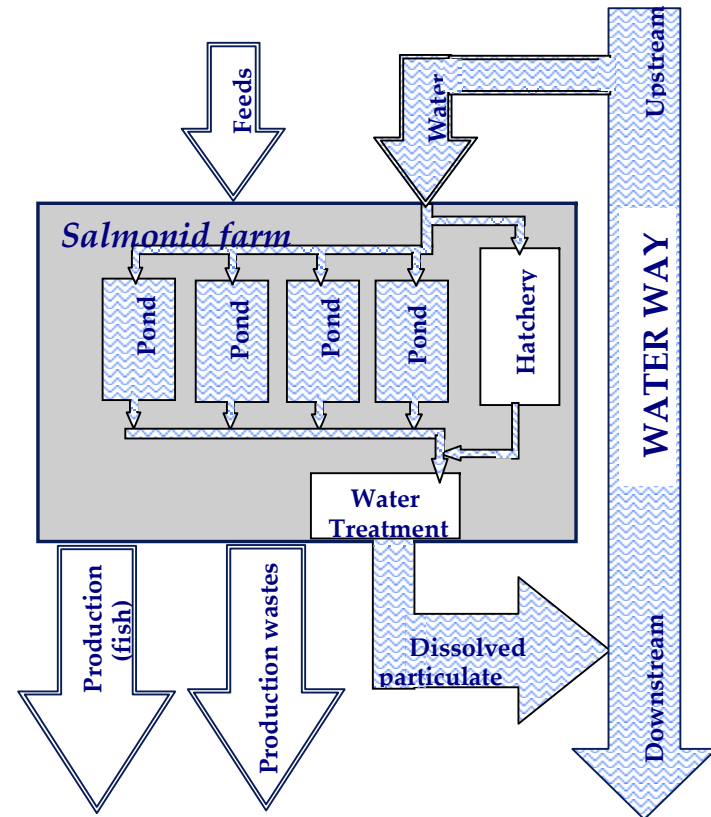 Feeds
Water
Upstream
Salmonid farm
Pond
Pond
Pond
Pond
Hatchery
WATER WAY
Water
Treatment
Production
(fish)
Production wastes
Dissolved
particulate
Downstream